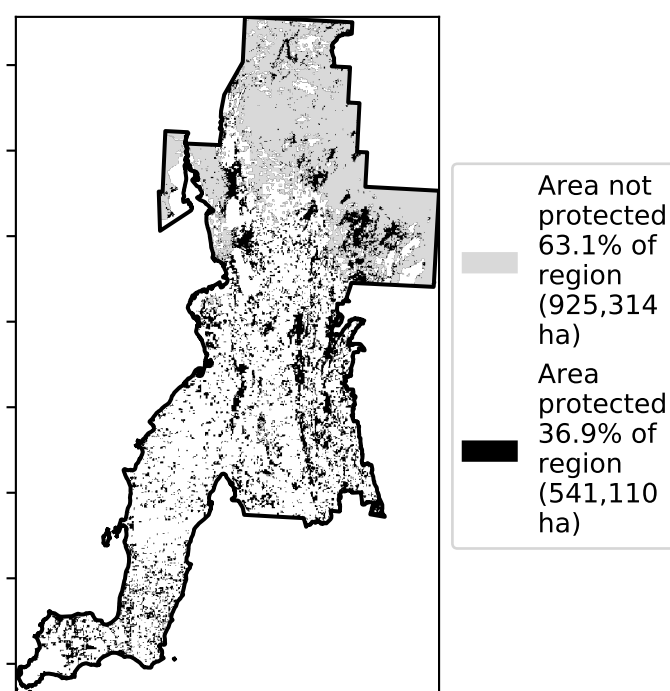 Area not
protected
63.1% of
region
(925,314
ha)
Area
protected
36.9% of
region
(541,110
ha)